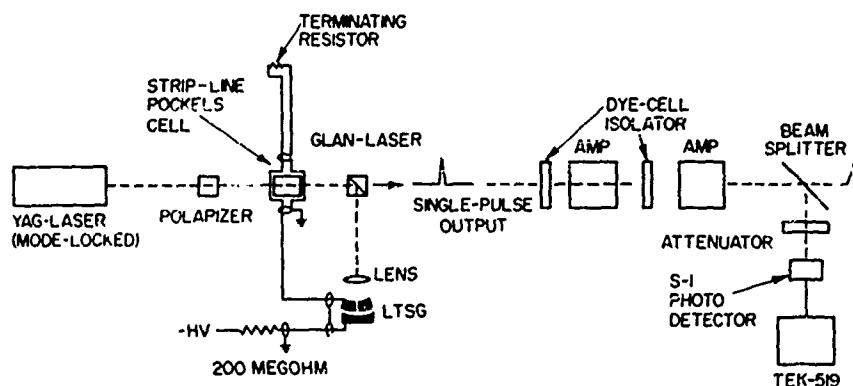 TERMINATING
RESISTOR
STRIP-LINE
POCKELS
CELL
GLAN-LASER
DYE-CELL
ISOLATOR
AMP
AMP
BEAM
SPLITTER
YAG-LASER
(MODE-LOCKED)
POLAPIZER
SINGLE-PULSE
OUTPUT
ATTENUATOR
LENS
LTSG
S-1
PHOTO
DETECTOR
-HV
200 MEGOHM
TEK-519